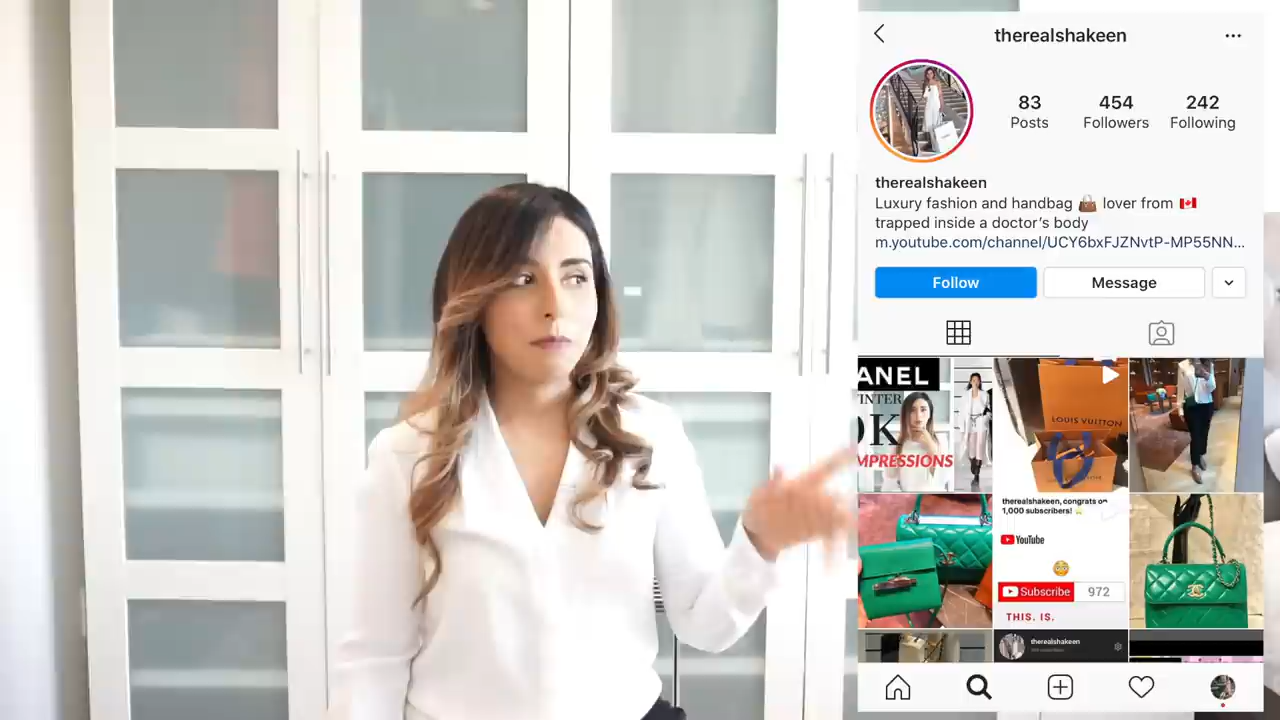 therealshakeen
83
454
242
Posts
Followers
Following
therealshakeen
Luxury fashion and handbag 👜 lover from 🇨🇦
trapped inside a doctor's body
m.youtube.com/channel/UCY6bxFJZNvtP-MP55NN...
Follow
Message
ANEL
INTER
OK
MPRESSIONS
LOUIS VUITTON
therealshakeen, congrats on
1,000 subscribers!
YouTube
Subscribe
972
THIS. IS.
therealshakeen